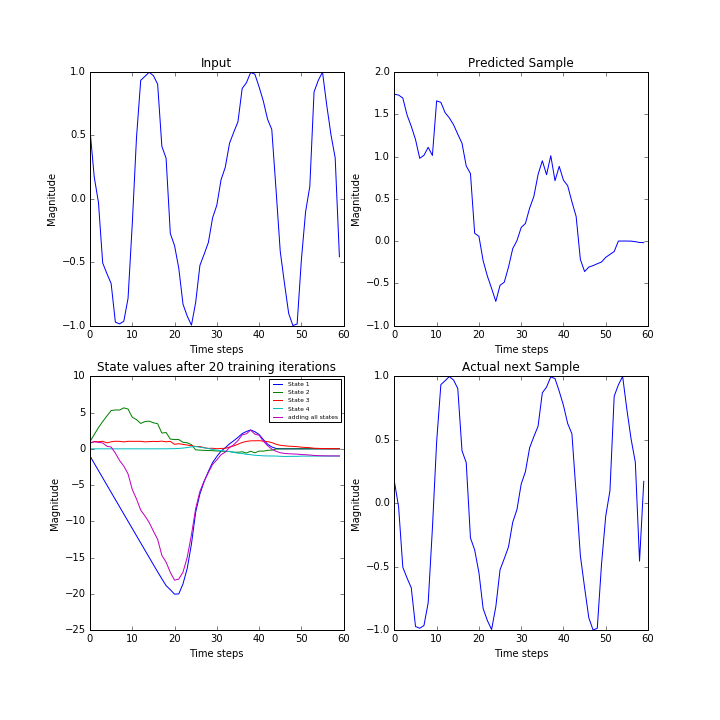 Input
1.0
0.5
0.0
−0.5
−1.0
Magnitude
0 10 20 30 40 50 60
Time steps
Predicted Sample
2.0
1.5
1.0
0.5
0.0
−0.5
−1.0
Magnitude
0 10 20 30 40 50 60
Time steps
State values after 20 training iterations
10
5
0
−5
−10
−15
−20
−25
Magnitude
State 1
State 2
State 3
State 4
adding all states
0 10 20 30 40 50 60
Time steps
Actual next Sample
1.0
0.5
0.0
−0.5
−1.0
Magnitude
0 10 20 30 40 50 60
Time steps